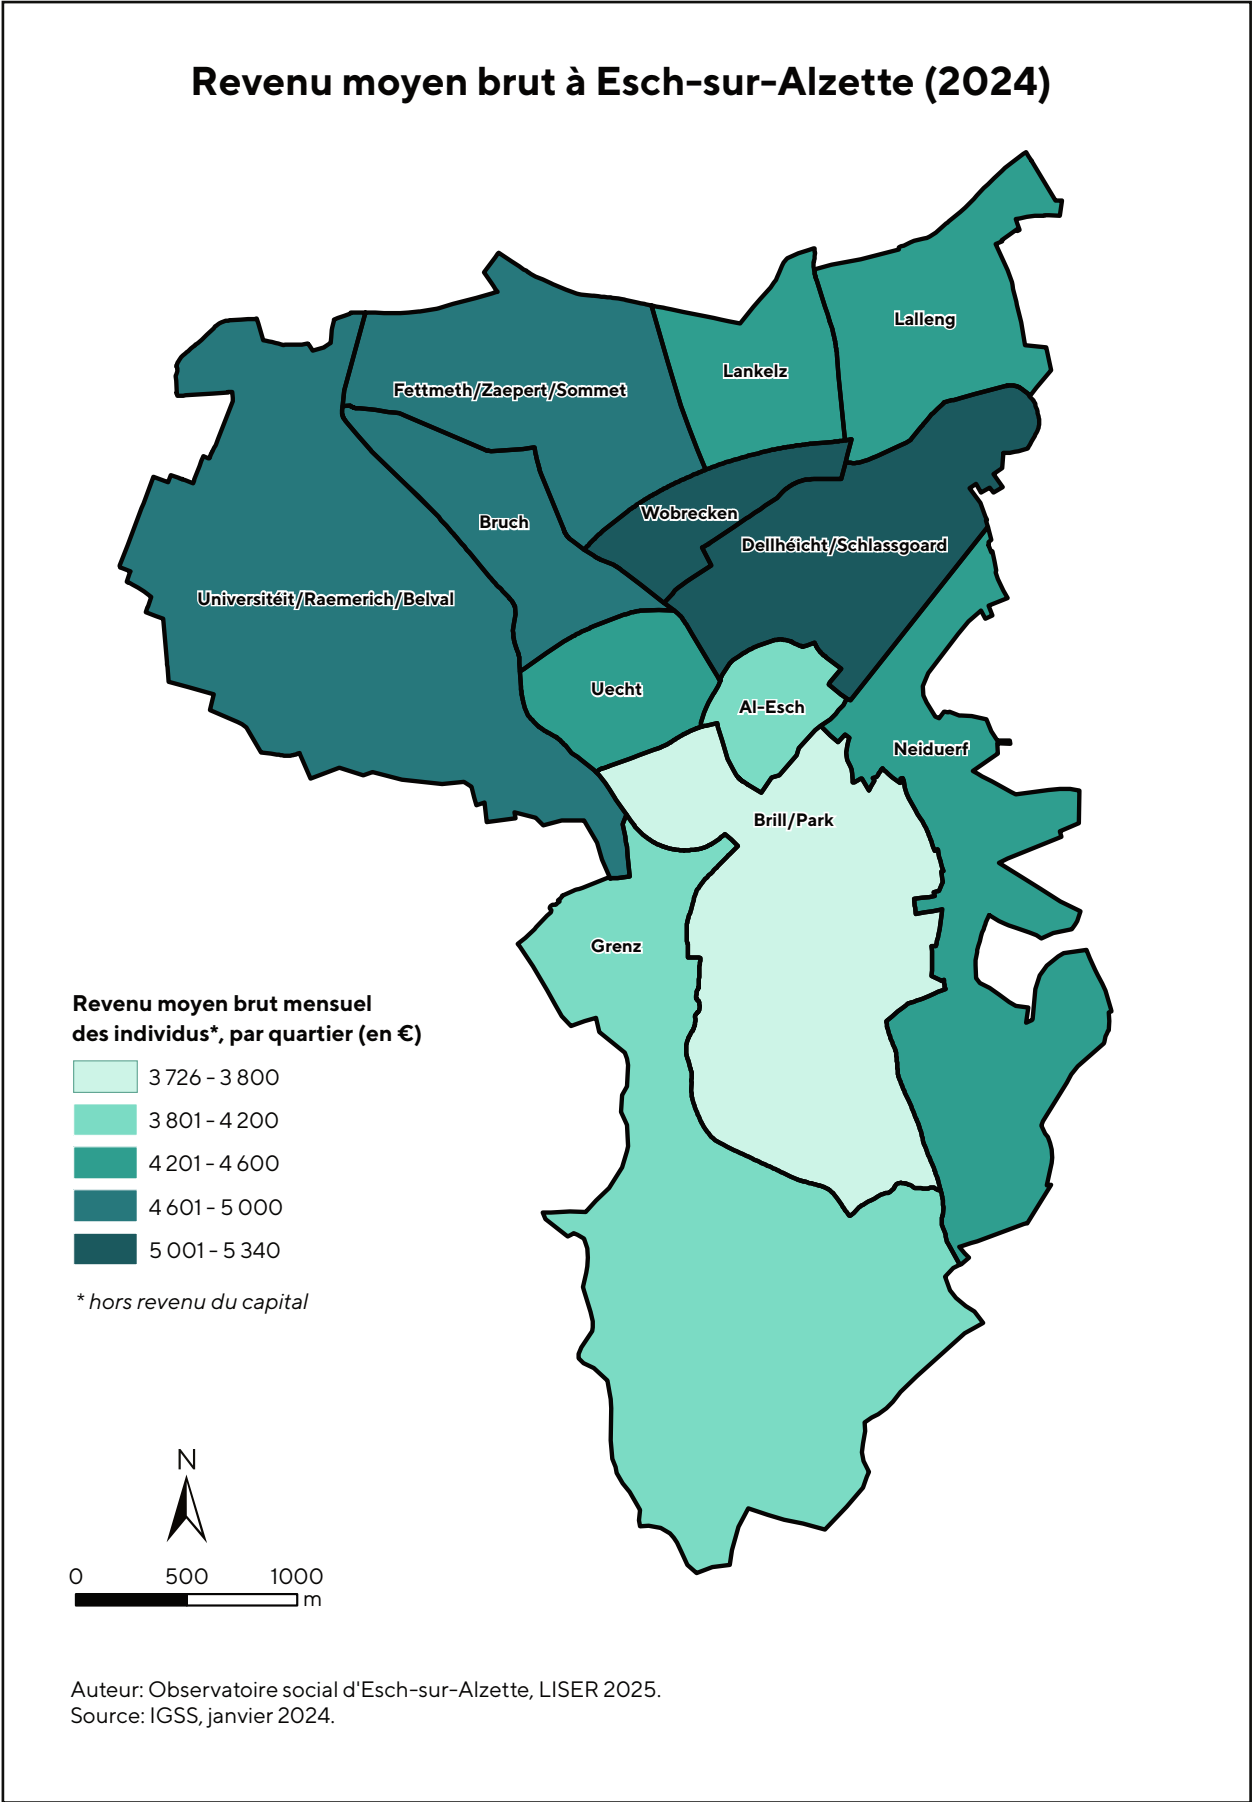 Revenu moyen brut à Esch-sur-Alzette (2024)
Lalleng
Lankelz
Fettmeth/Zaepert/Sommet
Wobrecken
Bruch
Dellhéicht/Schlassgoard
Universitéit/Raemerich/Belval
Uecht
Al-Esch
Neiduerf
Brill/Park
Grenz
Revenu moyen brut mensuel
des individus*, par quartier (en €)
3 726 - 3 800
3 801 - 4 200
4 201 - 4 600
4 601 - 5 000
5 001 - 5 340
* hors revenu du capital
N
0 500 1000
m
Auteur: Observatoire social d'Esch-sur-Alzette, LISER 2025.
Source: IGSS, janvier 2024.